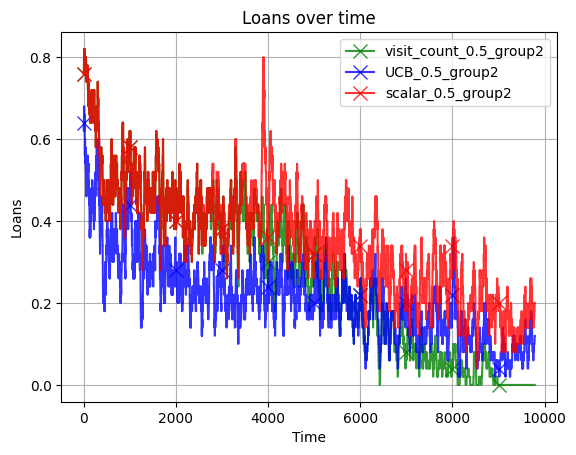 Loans over time
visit_count_0.5_group2
UCB_0.5_group2
scalar_0.5_group2
Loans
0.8
0.6
0.4
0.2
0.0
0
2000
4000
6000
8000
10000
Time